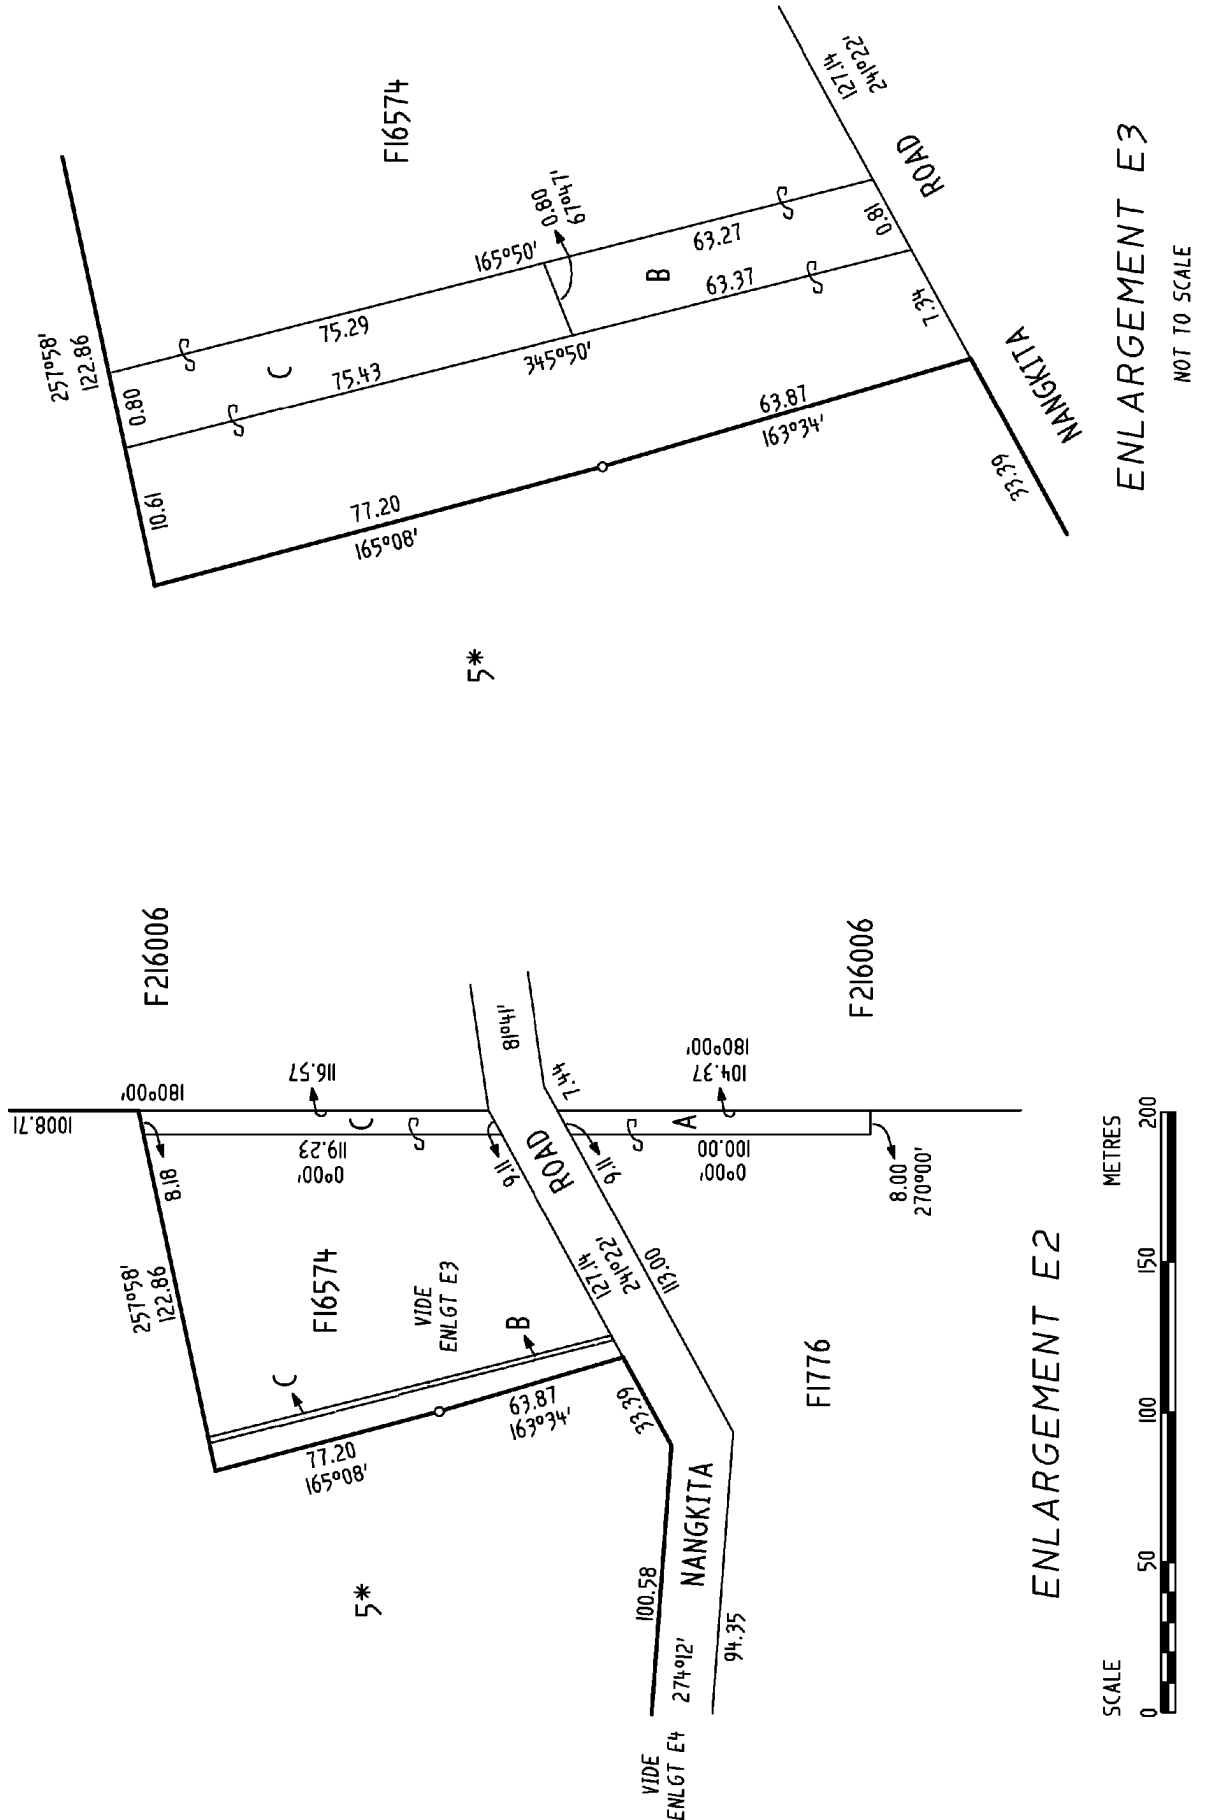 257°58'
122.86
0.80
10.61
C
75.29
75.43
165°50'
345°50'
F16574
0.80
67°47'
B
63.27
63.37
77.20
165°08'
63.87
163°34'
127.14
241°22'
ROAD
0.81
7.34
NANGKITA
33.39
5*
ENLARGEMENT E3
NOT TO SCALE
1008.71
180°00'
F216006
8.18
116.57
C
119.23
0°00'
257°58'
122.86
F16574
VIDE
ENLGT E3
C
B
77.20
165°08'
63.87
163°34'
14°18'
7.44
9.11
ROAD
9.11
127.14
241°22'
113.00
33.39
104.37
180°00'
A
100.00
0°00'
8.00
270°00'
F216006
F1776
5*
100.58
274°12'
NANGKITA
94.35
VIDE
ENLGT E4
ENLARGEMENT E2
SCALE
METRES
0
50
100
150
200